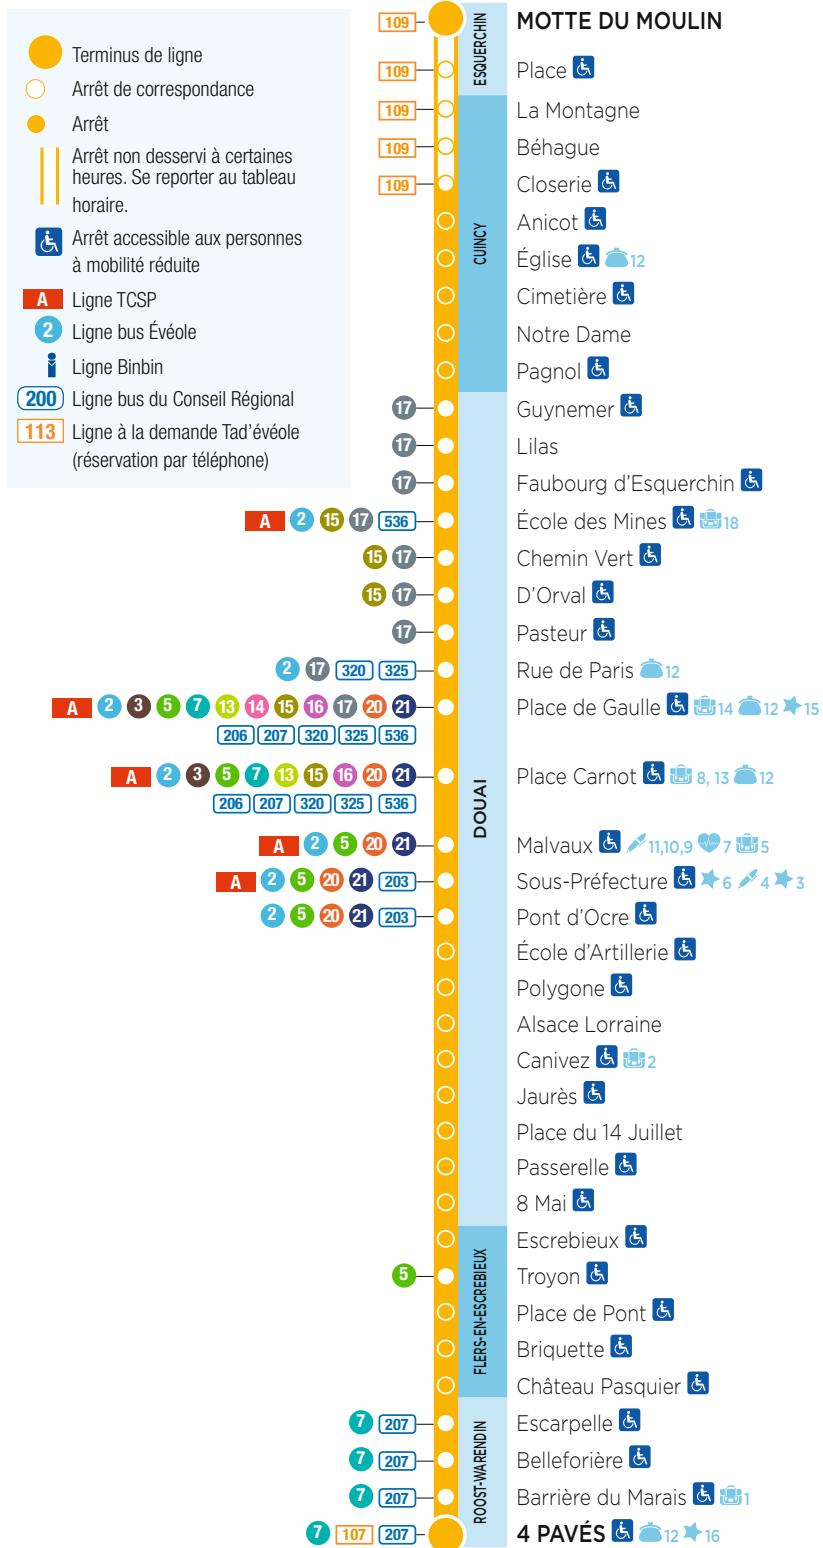 Terminus de ligne
Arrêt de correspondance
Arrêt
Arrêt non desservi à certaines
heures. Se reporter au tableau
horaire.
Arrêt accessible aux personnes
à mobilité réduite
A Ligne TCSP
2 Ligne bus Évéole
Ligne Binbin
200 Ligne bus du Conseil Régional
113 Ligne à la demande Tad'évéole
(réservation par téléphone)
ESQUERCHIN
109 MOTTE DU MOULIN
109 Place
CUINCY
109 La Montagne
109 Béhague
109 Closerie
Anicot
Église 12
Cimetière
Notre Dame
Pagnol
DOUAI
17 Guynemer
17 Lilas
17 Faubourg d'Esquerchin
A 2 15 17 536 École des Mines 18
15 17 Chemin Vert
15 17 D'Orval
17 Pasteur
2 17 320 325 Rue de Paris 12
A 2 3 5 7 13 14 15 16 17 20 21 Place de Gaulle 14 12 15
206 207 320 325 536
A 2 3 5 7 13 15 16 20 21 Place Carnot 8, 13 12
206 207 320 325 536
A 2 5 20 21 Malvaux 11,10,9 7 5
A 2 5 20 21 203 Sous-Préfecture 6 4 3
2 5 20 21 203 Pont d'Ocre
École d'Artillerie
Polygone
Alsace Lorraine
Canivez 2
Jaurès
Place du 14 Juillet
Passerelle
8 Mai
FLERS-EN-ESCREBIEUX
Escrebieux
5 Troyon
Place de Pont
Briquette
Château Pasquier
ROOST-WARENDIN
7 207 Escarpelle
7 207 Belleforière
7 207 Barrière du Marais 1
7 107 207 4 PAVÉS 12 16